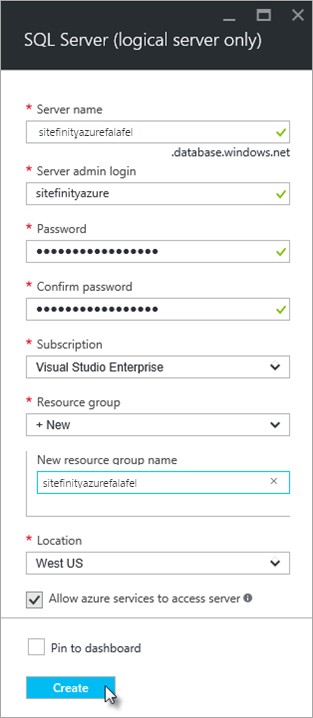 SQL Server (logical server only)
* Server name
sitefinityazurefalafel
.database.windows.net
* Server admin login
sitefinityazure
* Password
●●●●●●●●●●●●●●●●●
* Confirm password
●●●●●●●●●●●●●●●●●
* Subscription
Visual Studio Enterprise
* Resource group
+ New
New resource group name
sitefinityazurefalafel
* Location
West US
Allow azure services to access server
Pin to dashboard
Create